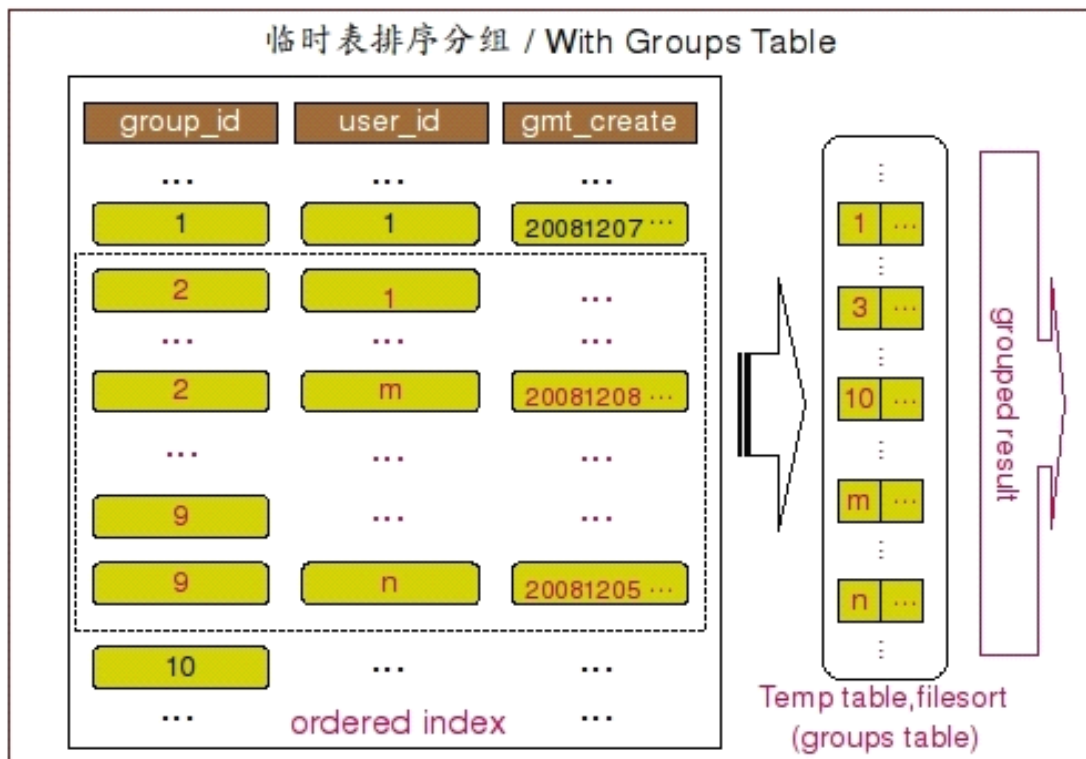 临时表排序分组 / With Groups Table
group_id user_id gmt_create
... ... ...
1 1 20081207 ...
2 1 ...
... ... ...
2 m 20081208 ...
... ... ...
9 ... ...
9 n 20081205 ...
10 ... ...
... ordered index ...
...
1 ...
...
3 ...
...
10 ...
...
m ...
...
n ...
...
Temp table,filesort
(groups table)
grouped result